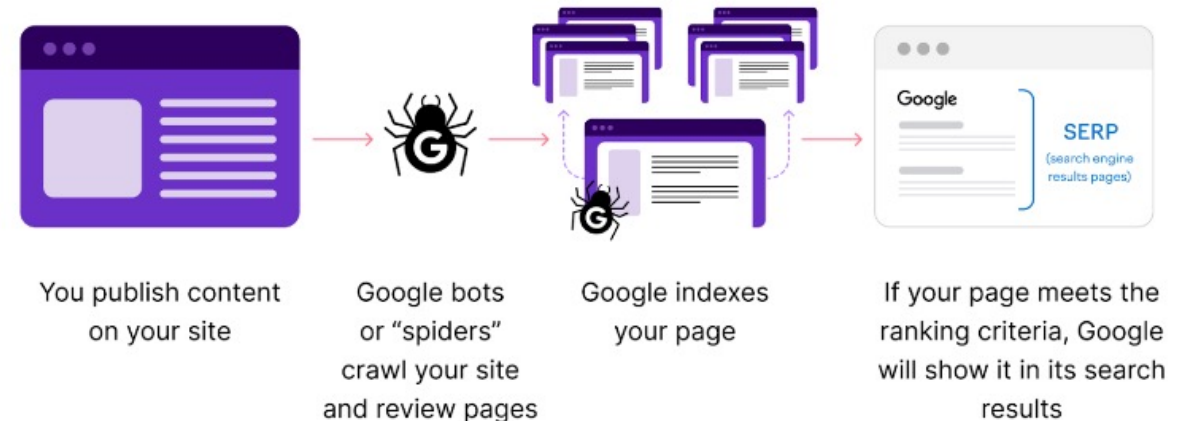 G
G
Google
SERP
(search engine
results pages)
You publish content
on your site
Google bots
or “spiders”
crawl your site
and review pages
Google indexes
your page
If your page meets the
ranking criteria, Google
will show it in its search
results